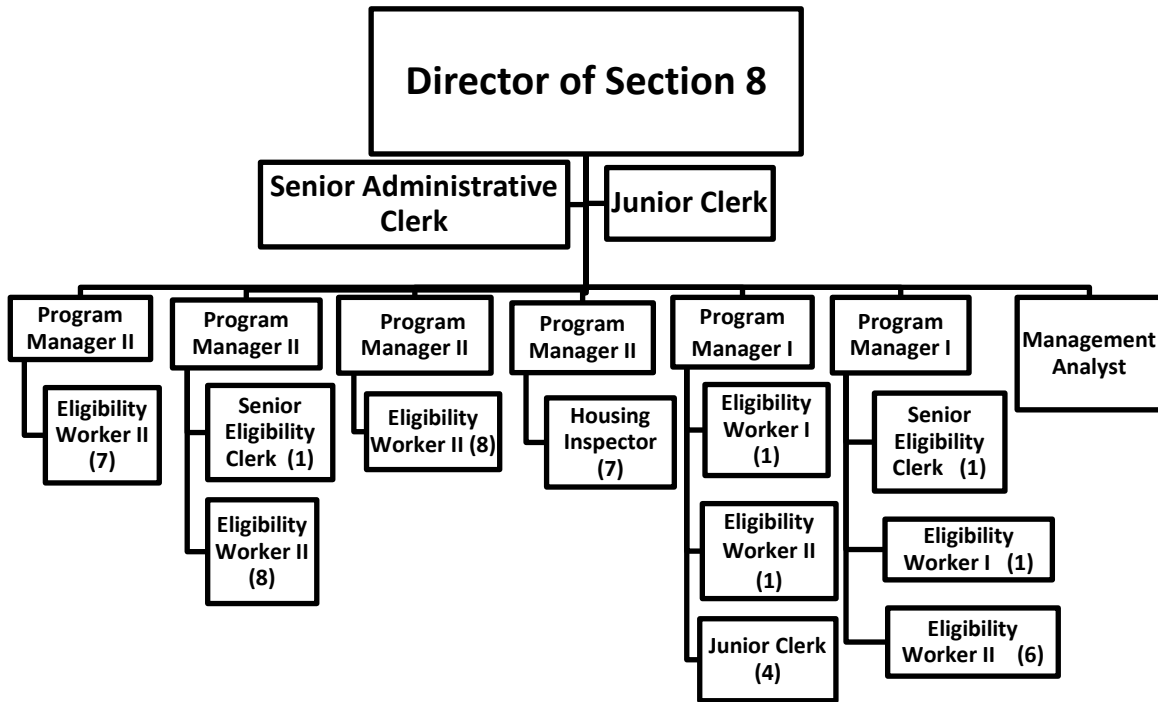 Director of Section 8
Senior Administrative
Clerk
Junior Clerk
Program
Manager II
Eligibility
Worker II
(7)
Program
Manager II
Senior
Eligibility
Clerk (1)
Eligibility
Worker II
(8)
Program
Manager II
Eligibility
Worker II (8)
Program
Manager II
Housing
Inspector
(7)
Program
Manager I
Eligibility
Worker I
(1)
Eligibility
Worker II
(1)
Junior Clerk
(4)
Program
Manager I
Senior
Eligibility
Clerk (1)
Eligibility
Worker I (1)
Eligibility
Worker II (6)
Management
Analyst